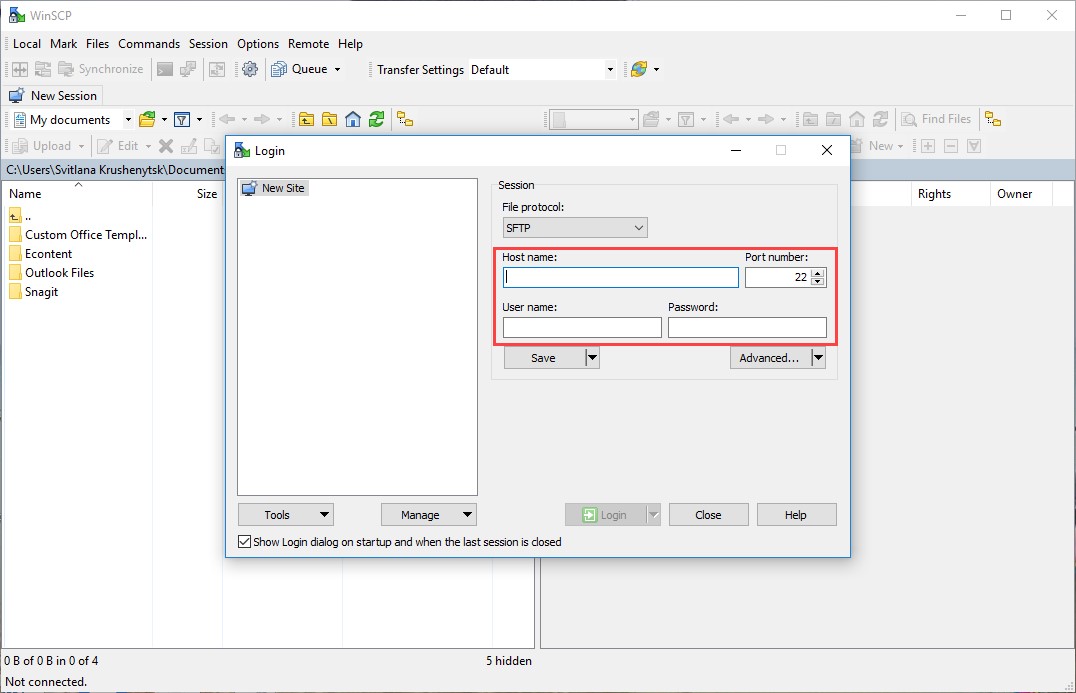 WinSCP
Local Mark Files Commands Session Options Remote Help
Synchronize Queue Transfer Settings Default
New Session
My documents Find Files
Upload Edit New
C:\Users\Svitlana Krushenytsk\Document
Name Size Rights Owner
..
Custom Office Templ...
Econtent
Outlook Files
Snagit
Login
New Site
Session
File protocol:
SFTP
Host name: Port number:
22
User name: Password:
Save Advanced...
Tools Manage Login Close Help
Show Login dialog on startup and when the last session is closed
0 B of 0 B in 0 of 4 5 hidden
Not connected.